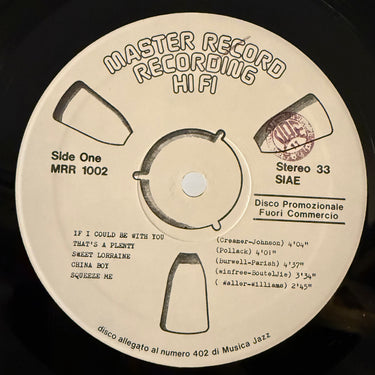 MASTER RECORD
RECORDING
HI FI
Side One
MRR 1002
Stereo 33
SIAE
Disco Promozionale
Fuori Commercio
IF I COULD BE WITH YOU (Creamer-Johnson) 4'04"
THAT'S A PLENTY (Pollack) 4'01"
SWEET LORRAINE (burwell-Parish) 4'37"
CHINA BOY (winfree-BoutelJie) 3'34"
SQUEEZE ME ( Waller-Williams) 2'45"
disco allegato al numero 402 di Musica Jazz